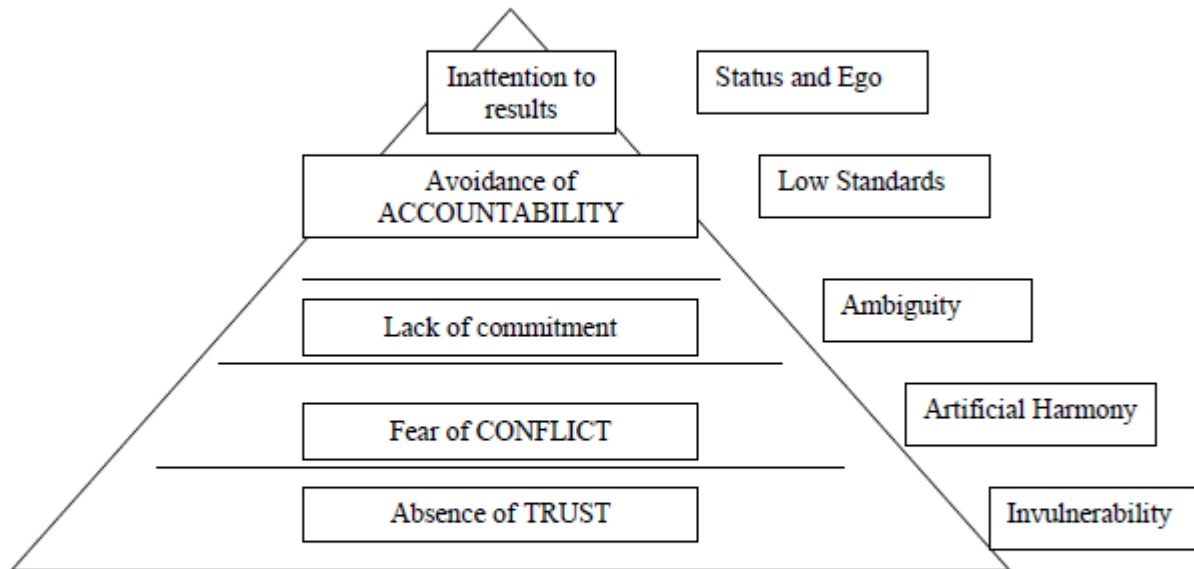 Inattention to
results
Status and Ego
Avoidance of
ACCOUNTABILITY
Low Standards
Lack of commitment
Ambiguity
Fear of CONFLICT
Artificial Harmony
Absence of TRUST
Invulnerability